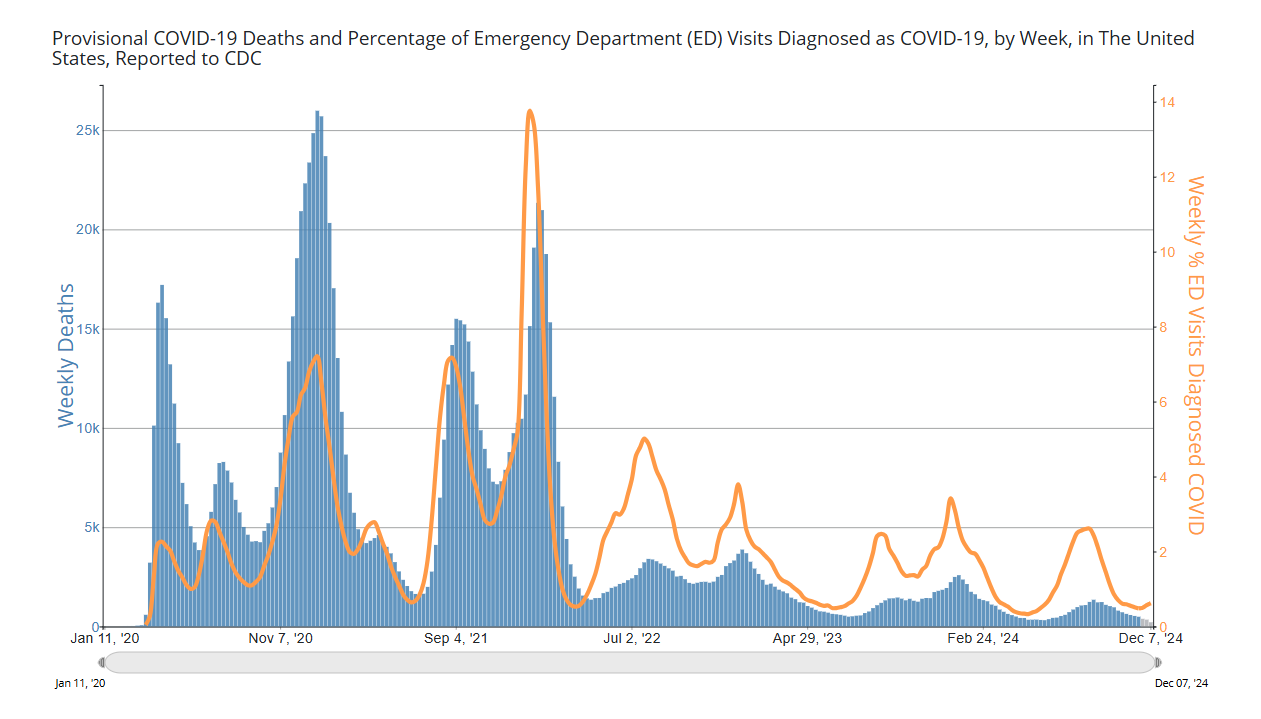 Provisional COVID-19 Deaths and Percentage of Emergency Department (ED) Visits Diagnosed as COVID-19, by Week, in The United
States, Reported to CDC
Weekly Deaths
25k
20k
15k
10k
5k
0
14
12
10
8
6
4
2
0
Weekly % ED Visits Diagnosed COVID
Jan 11, '20
Nov 7, '20
Sep 4, '21
Jul 2, '22
Apr 29, '23
Feb 24, '24
Dec 7, '24
Jan 11, '20
Dec 07, '24